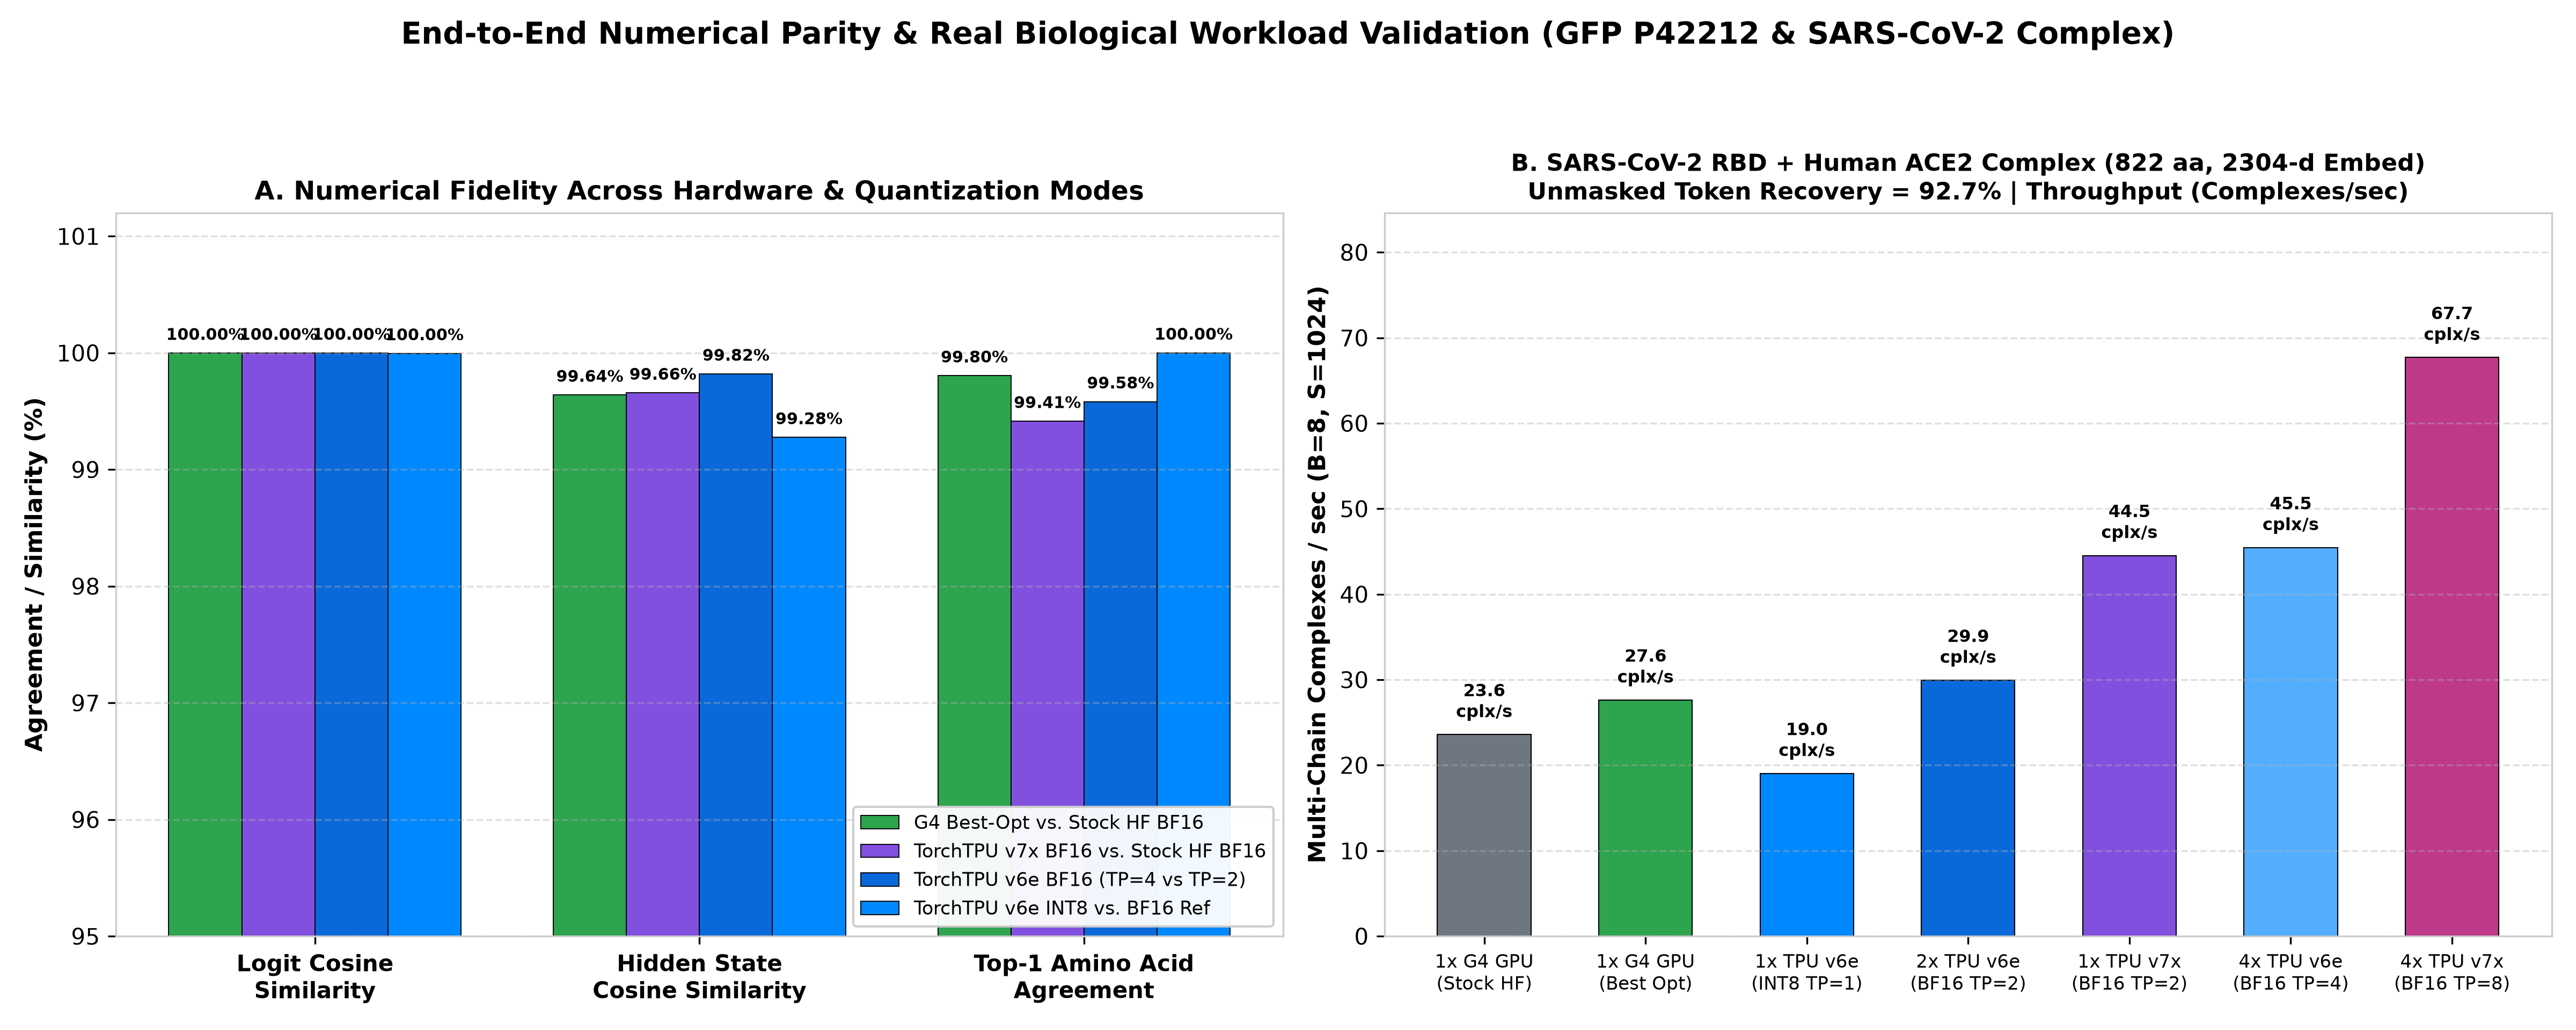 End-to-End Numerical Parity & Real Biological Workload Validation (GFP P42212 & SARS-CoV-2 Complex)
A. Numerical Fidelity Across Hardware & Quantization Modes
Agreement / Similarity (%)
101
100
99
98
97
96
95
100.00%
100.00%
100.00%
100.00%
99.64%
99.66%
99.82%
99.28%
99.80%
99.41%
99.58%
100.00%
G4 Best-Opt vs. Stock HF BF16
TorchTPU v7x BF16 vs. Stock HF BF16
TorchTPU v6e BF16 (TP=4 vs TP=2)
TorchTPU v6e INT8 vs. BF16 Ref
Logit Cosine
Similarity
Hidden State
Cosine Similarity
Top-1 Amino Acid
Agreement
B. SARS-CoV-2 RBD + Human ACE2 Complex (822 aa, 2304-d Embed)
Unmasked Token Recovery = 92.7% | Throughput (Complexes/sec)
Multi-Chain Complexes / sec (B=8, S=1024)
80
70
60
50
40
30
20
10
0
23.6
cplx/s
27.6
cplx/s
19.0
cplx/s
29.9
cplx/s
44.5
cplx/s
45.5
cplx/s
67.7
cplx/s
1x G4 GPU
(Stock HF)
1x G4 GPU
(Best Opt)
1x TPU v6e
(INT8 TP=1)
2x TPU v6e
(BF16 TP=2)
1x TPU v7x
(BF16 TP=2)
4x TPU v6e
(BF16 TP=4)
4x TPU v7x
(BF16 TP=8)